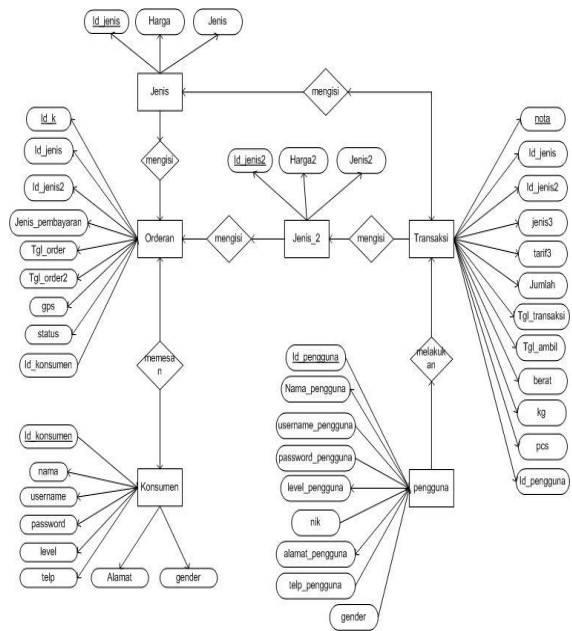 Id_jenis
Harga
Jenis
Jenis
mengisi
Id_k
Id_jenis
Id_jenis2
Jenis_pembayaran
Tgl_order
Tgl_order2
gps
status
Id_konsumen
mengisi
Orderan
Id_jenis2
Harga2
Jenis2
mengisi
Jenis_2
mengisi
Transaksi
nota
Id_jenis
Id_jenis2
jenis3
tarif3
Jumlah
Tgl_transaksi
Tgl_ambil
berat
kg
pcs
Id_pengguna
memesa
n
melakuk
an
Id_konsumen
nama
username
password
level
telp
Konsumen
Alamat
gender
Id_pengguna
Nama_pengguna
username_pengguna
password_pengguna
level_pengguna
nik
alamat_pengguna
telp_pengguna
gender
pengguna